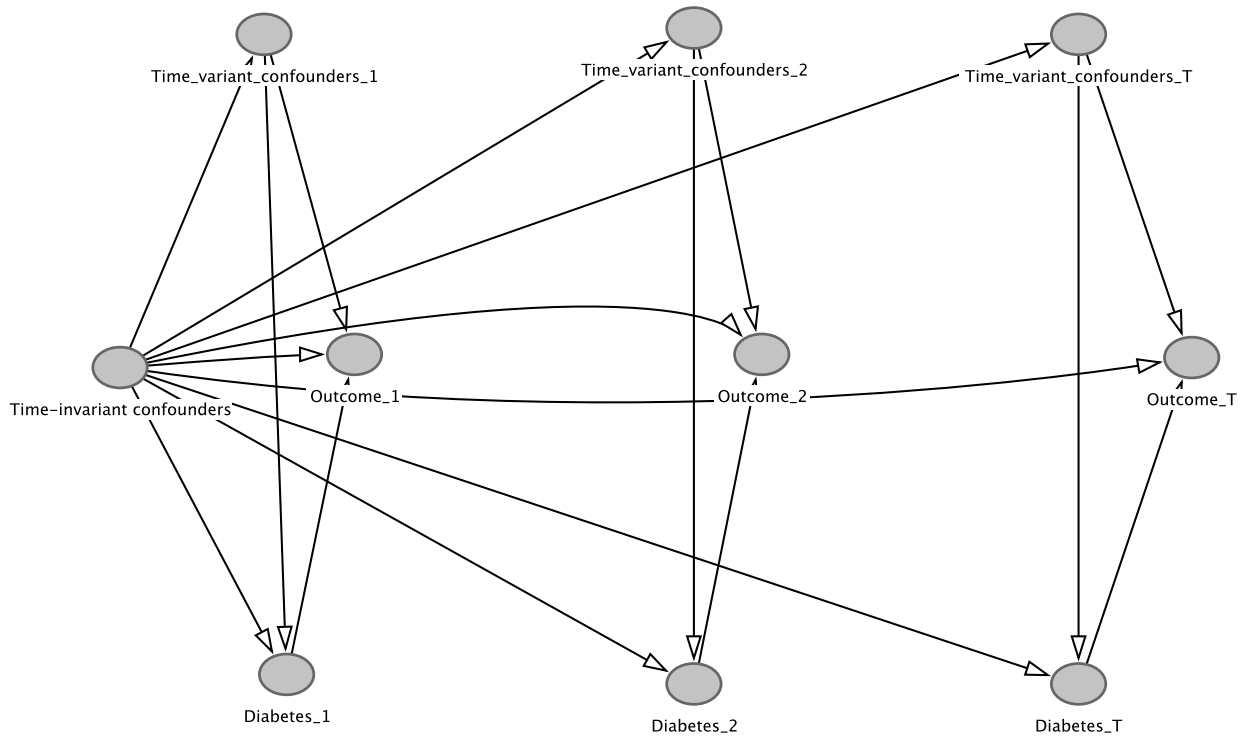 Time_variant_confounders_1
Time_variant_confounders_2
Time_variant_confounders_T
Time-invariant confounders
Outcome_1
Outcome_2
Outcome_T
Diabetes_1
Diabetes_2
Diabetes_T